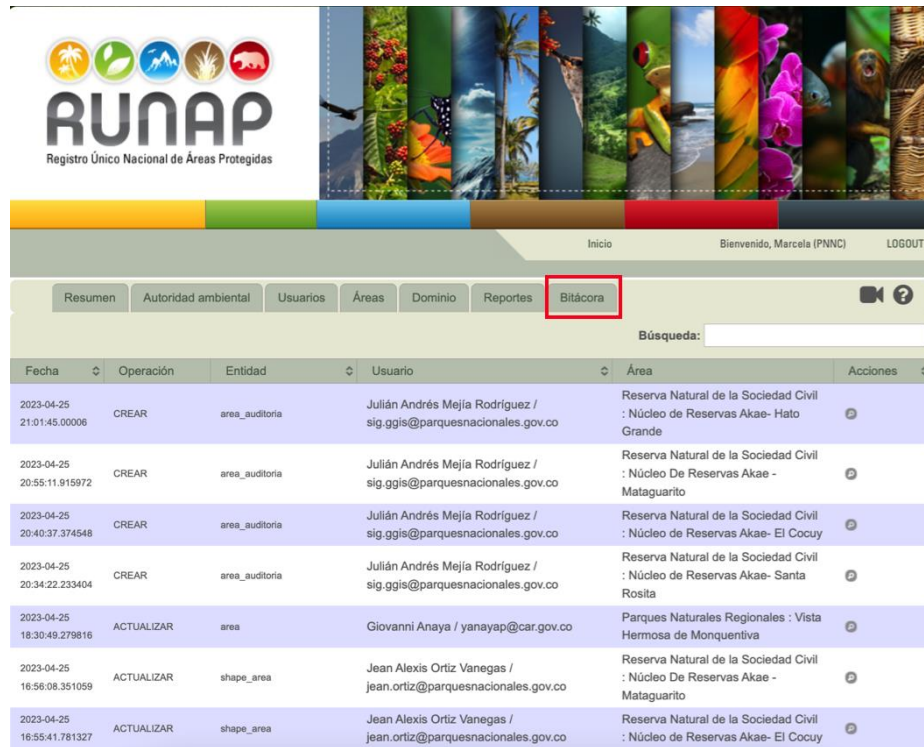 RUNAP
Registro Único Nacional de Áreas Protegidas
Inicio Bienvenido, Marcela (PNNC) LOGOUT
Resumen Autoridad ambiental Usuarios Áreas Dominio Reportes Bitácora
Búsqueda:
Fecha Operación Entidad Usuario Área Acciones
2023-04-25
21:01:45.00006
CREAR
area_auditoria
Julián Andrés Mejía Rodríguez /
sig.ggis@parquesnacionales.gov.co
Reserva Natural de la Sociedad Civil
: Núcleo de Reservas Akae- Hato
Grande
2023-04-25
20:55:11.915972
CREAR
area_auditoria
Julián Andrés Mejía Rodríguez /
sig.ggis@parquesnacionales.gov.co
Reserva Natural de la Sociedad Civil
: Núcleo De Reservas Akae -
Mataguarito
2023-04-25
20:40:37.374548
CREAR
area_auditoria
Julián Andrés Mejía Rodríguez /
sig.ggis@parquesnacionales.gov.co
Reserva Natural de la Sociedad Civil
: Núcleo de Reservas Akae- El Cocuy
2023-04-25
20:34:22.233404
CREAR
area_auditoria
Julián Andrés Mejía Rodríguez /
sig.ggis@parquesnacionales.gov.co
Reserva Natural de la Sociedad Civil
: Núcleo de Reservas Akae- Santa
Rosita
2023-04-25
18:30:49.279816
ACTUALIZAR
area
Giovanni Anaya / yanayap@car.gov.co
Parques Naturales Regionales : Vista
Hermosa de Monquentiva
2023-04-25
16:56:08.351059
ACTUALIZAR
shape_area
Jean Alexis Ortiz Vanegas /
jean.ortiz@parquesnacionales.gov.co
Reserva Natural de la Sociedad Civil
: Núcleo De Reservas Akae -
Mataguarito
2023-04-25
16:55:41.781327
ACTUALIZAR
shape_area
Jean Alexis Ortiz Vanegas /
jean.ortiz@parquesnacionales.gov.co
Reserva Natural de la Sociedad Civil
: Núcleo de Reservas Akae- El Cocuy